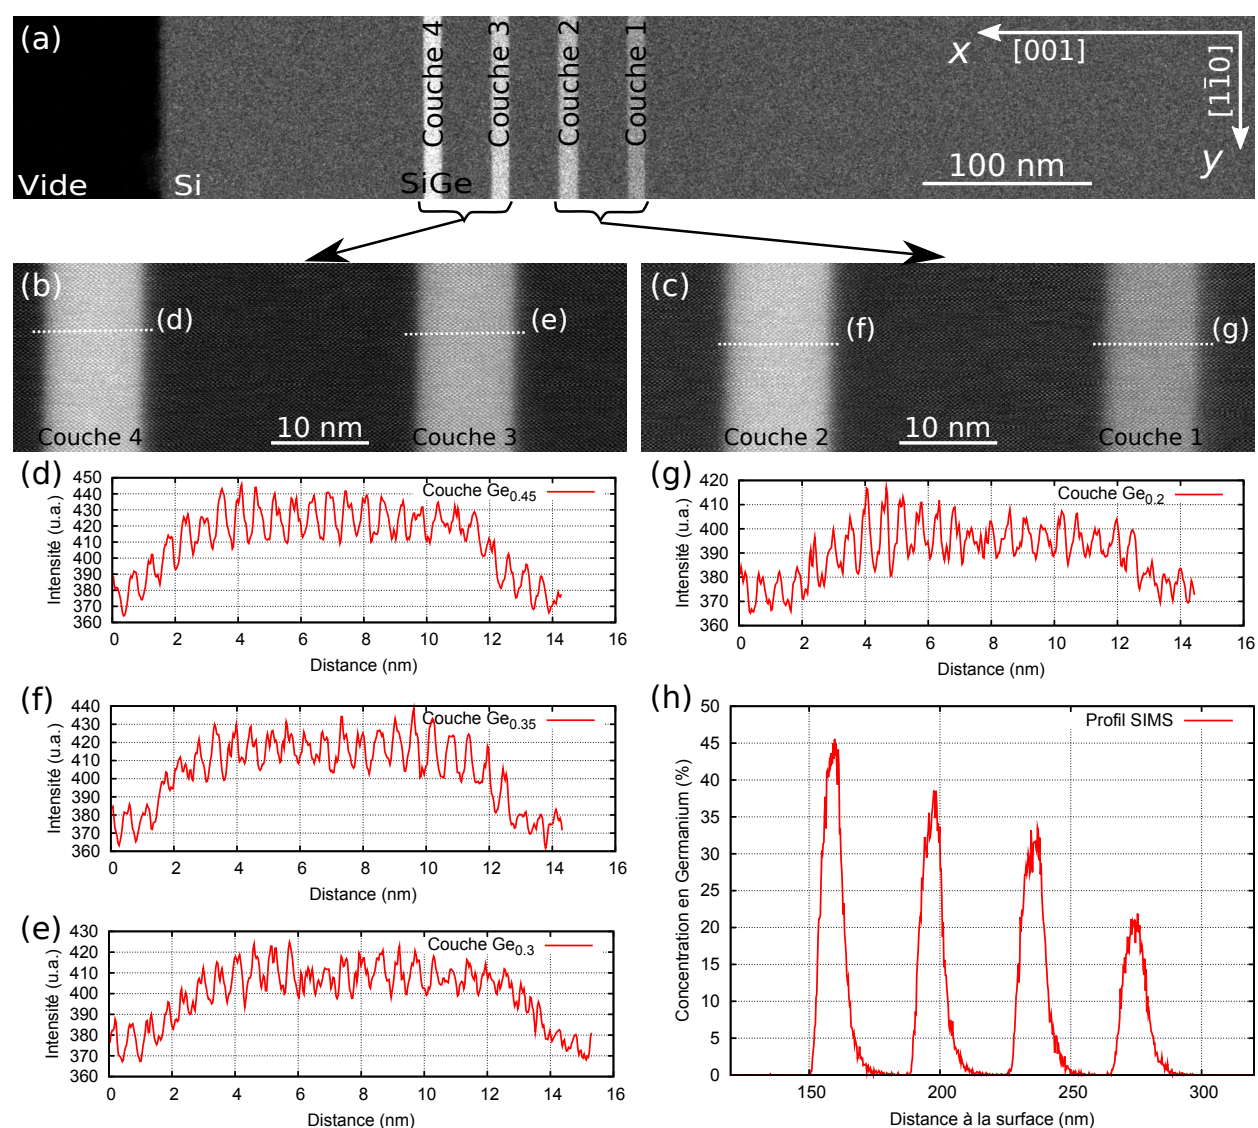 (a)
Couche 4
Couche 3
Couche 2
Couche 1
x
[001]
[11̄0]
y
Vide
Si
SiGe
100 nm
(b)
(d)
(e)
Couche 4
10 nm
Couche 3
(c)
(f)
(g)
Couche 2
10 nm
Couche 1
(d)
Couche Ge0.45
Intensité (u.a.)
450
440
430
420
410
400
390
380
370
360
0 2 4 6 8 10 12 14 16
Distance (nm)
(g)
Couche Ge0.2
Intensité (u.a.)
420
410
400
390
380
370
360
0 2 4 6 8 10 12 14 16
Distance (nm)
(f)
Couche Ge0.35
Intensité (u.a.)
440
430
420
410
400
390
380
370
360
0 2 4 6 8 10 12 14 16
Distance (nm)
(e)
Couche Ge0.3
Intensité (u.a.)
430
420
410
400
390
380
370
360
0 2 4 6 8 10 12 14 16
Distance (nm)
(h)
Profil SIMS
Concentration en Germanium (%)
50
45
40
35
30
25
20
15
10
5
0
150 200 250 300
Distance à la surface (nm)